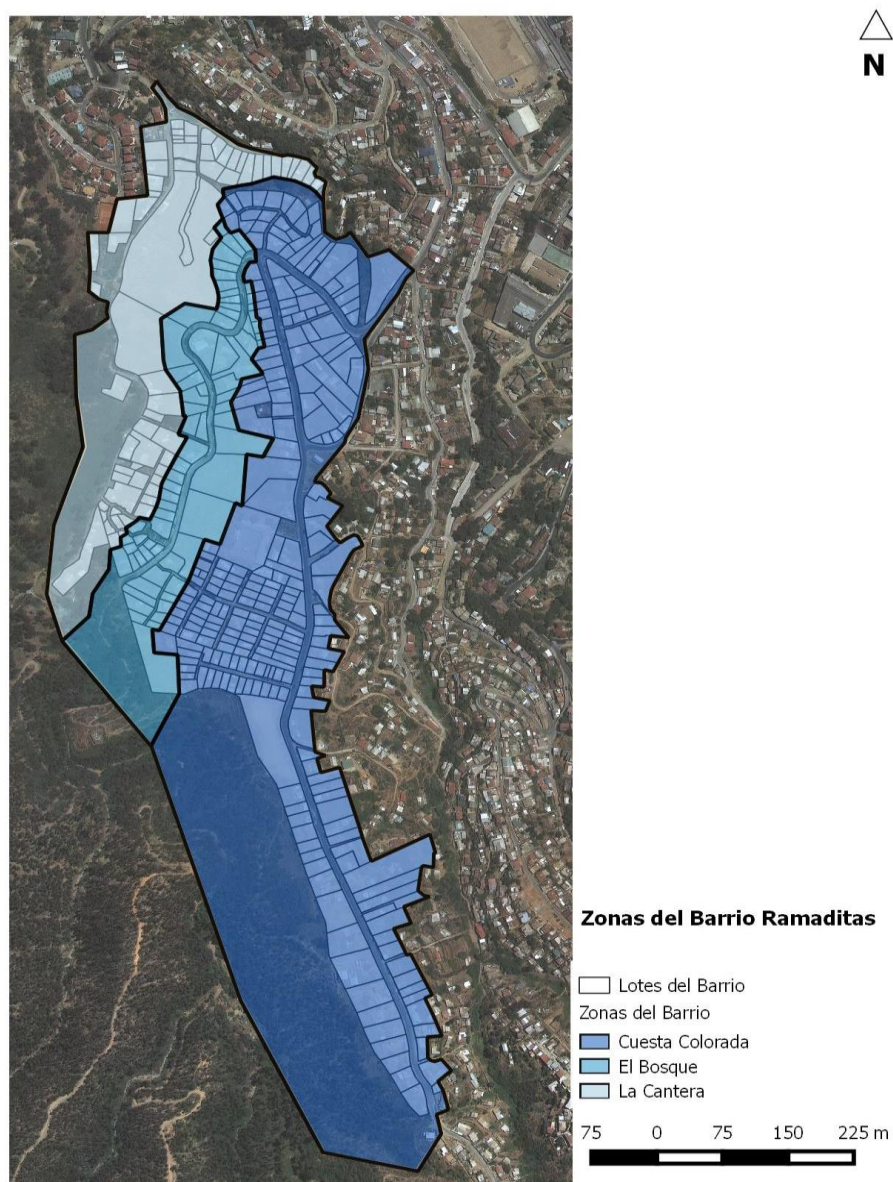 N
Zonas del Barrio Ramaditas
Lotes del Barrio
Zonas del Barrio
Cuesta Colorada
El Bosque
La Cantera
75 0 75 150 225 m